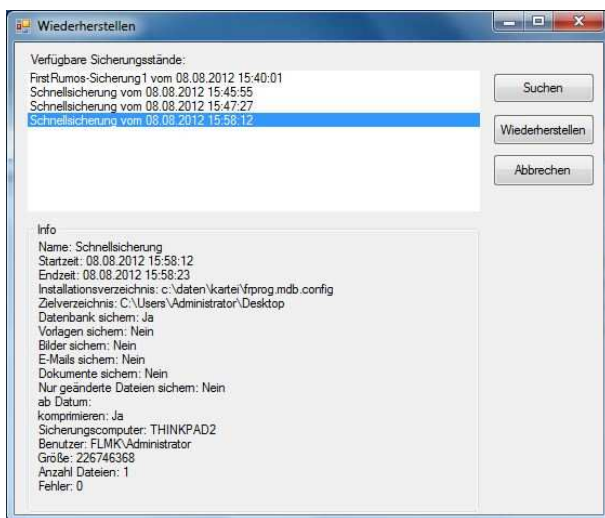 Wiederherstellen
Verfügbare Sicherungsstände:
FirstRumos-Sicherung1 vom 08.08.2012 15:40:01
Schnellsicherung vom 08.08.2012 15:45:55
Schnellsicherung vom 08.08.2012 15:47:27
Schnellsicherung vom 08.08.2012 15:58:12
Suchen
Wiederherstellen
Abbrechen
Info
Name: Schnellsicherung
Startzeit: 08.08.2012 15:58:12
Endzeit: 08.08.2012 15:58:23
Installationsverzeichnis: c:\daten\kartei\frprog.mdb.config
Zielverzeichnis: C:\Users\Administrator\Desktop
Datenbank sichern: Ja
Vorlagen sichern: Nein
Bilder sichern: Nein
E-Mails sichern: Nein
Dokumente sichern: Nein
Nur geänderte Dateien sichern: Nein
ab Datum:
komprimieren: Ja
Sicherungscomputer: THINKPAD2
Benutzer: FLMK\Administrator
Größe: 226746368
Anzahl Dateien: 1
Fehler: 0